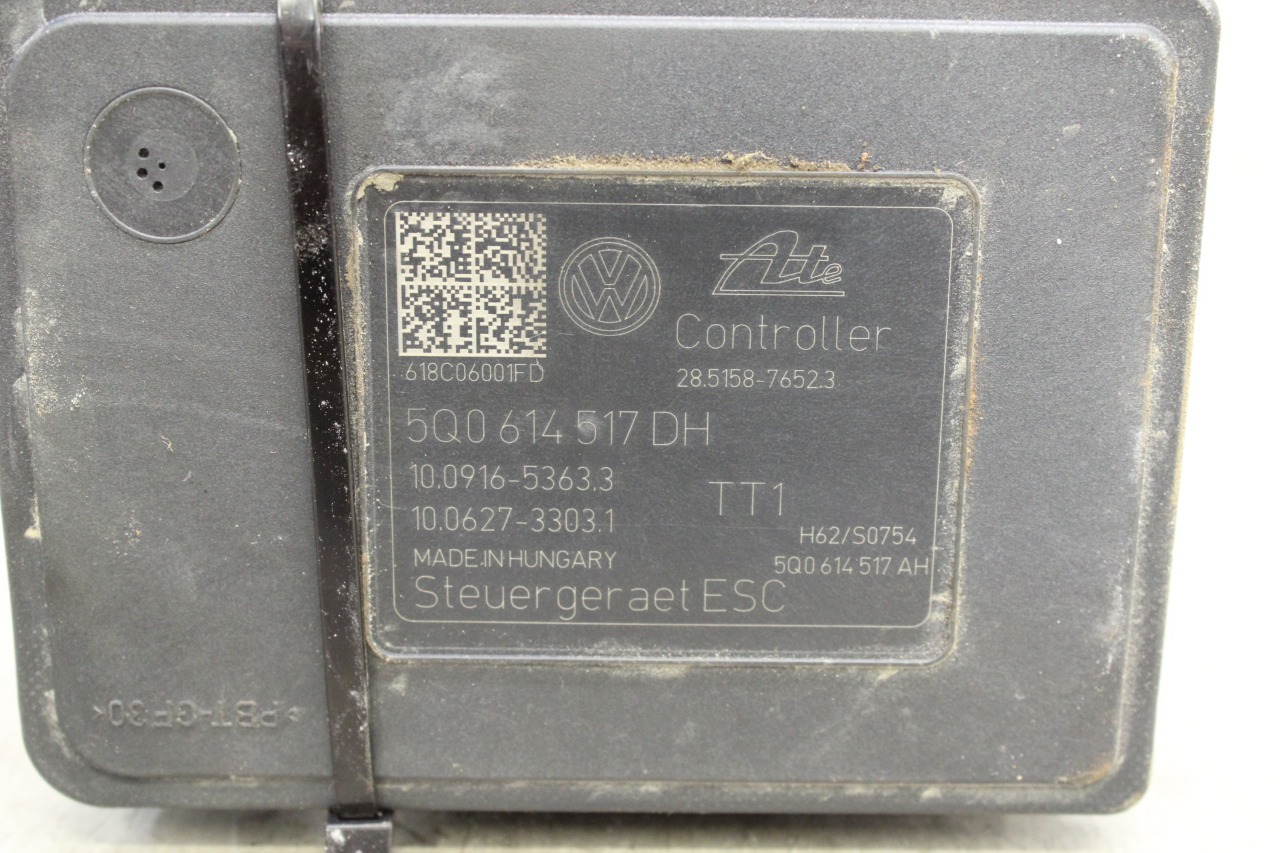 VW
Ate
Controller
618C06001FD
28.5158-7652.3
5Q0 614 517 DH
10.0916-5363.3
TT1
10.0627-3303.1
H62/S0754
MADE.IN HUNGARY
5Q0 614 517 AH
Steuergeraet ESC
>PBT-GF30<